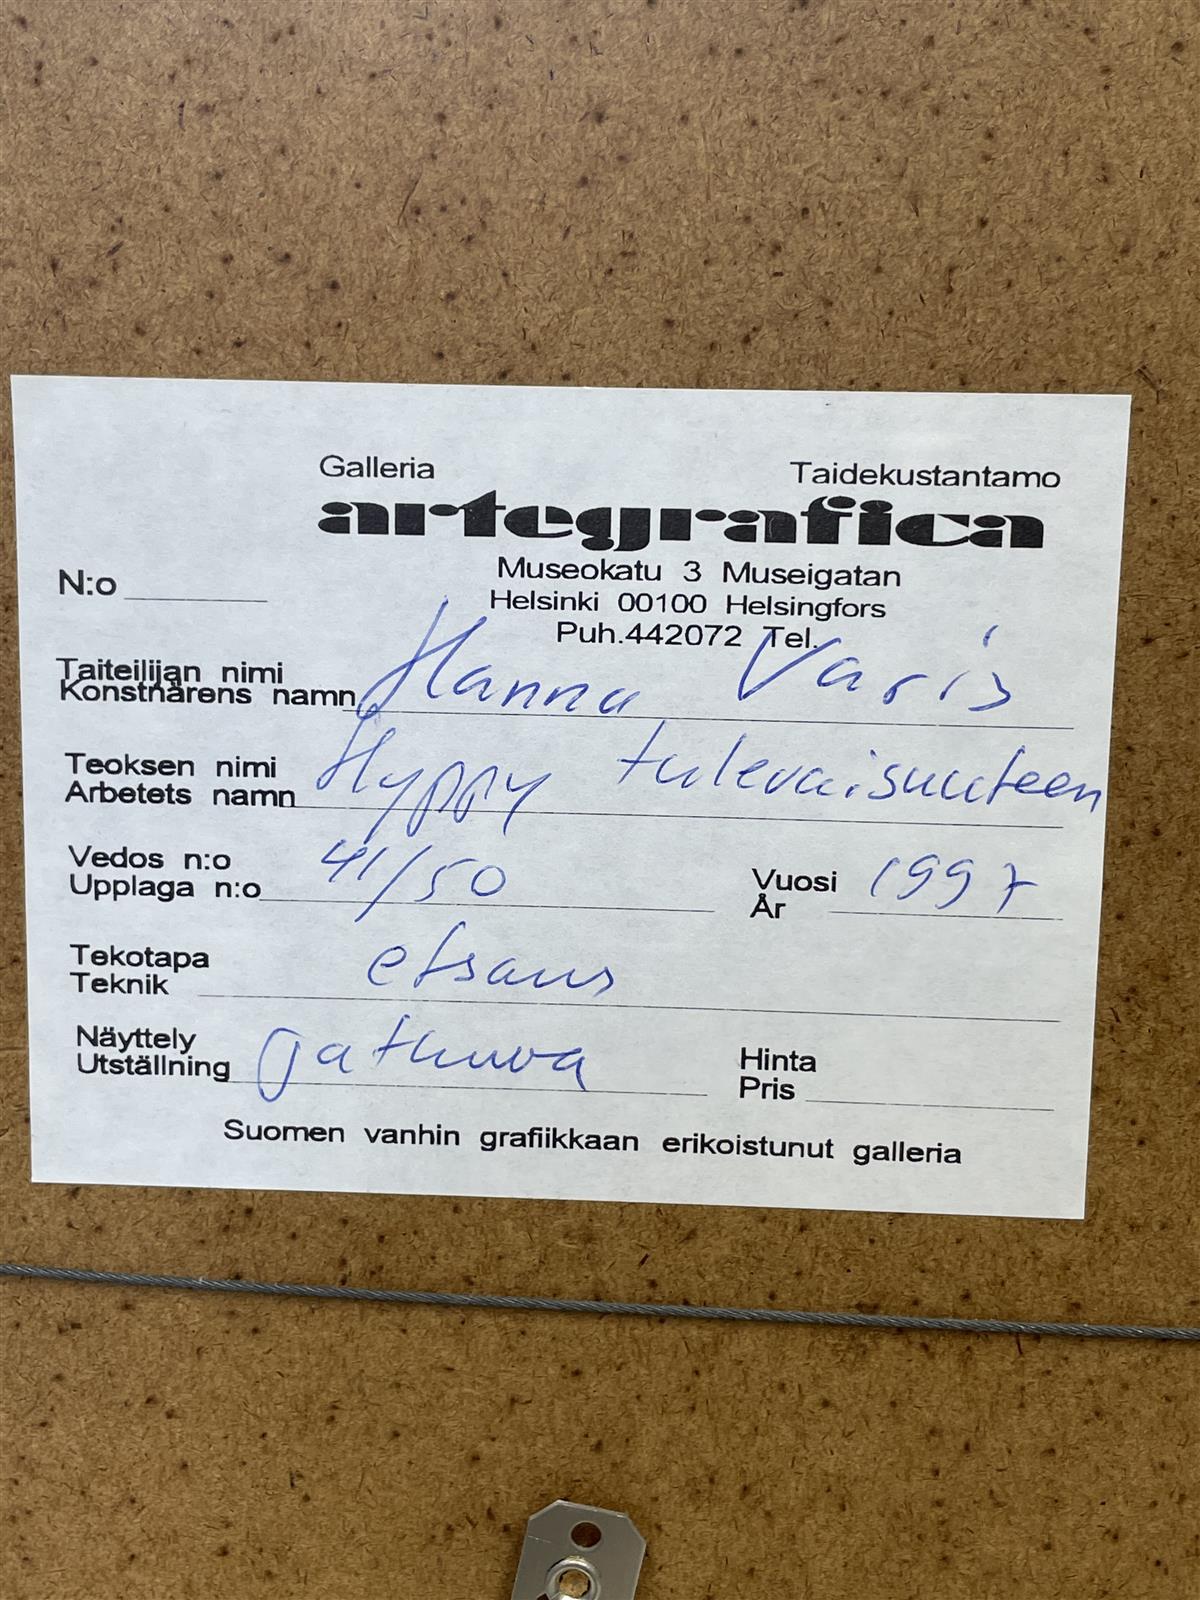 Galleria Taidekustantamo
artegrafica
Museokatu 3 Museigatan
N:o
Helsinki 00100 Helsingfors
Puh.442072 Tel.
Taiteilijan nimi
Konstnärens namn Hanna Varis
Teoksen nimi
Arbetets namn Hyppy tulevaisuuteen
Vedos n:o
Upplaga n:o 41/50
Vuosi
År 1997
Tekotapa
Teknik etsaus
Näyttely
Utställning jatkuva
Hinta
Pris
Suomen vanhin grafiikkaan erikoistunut galleria